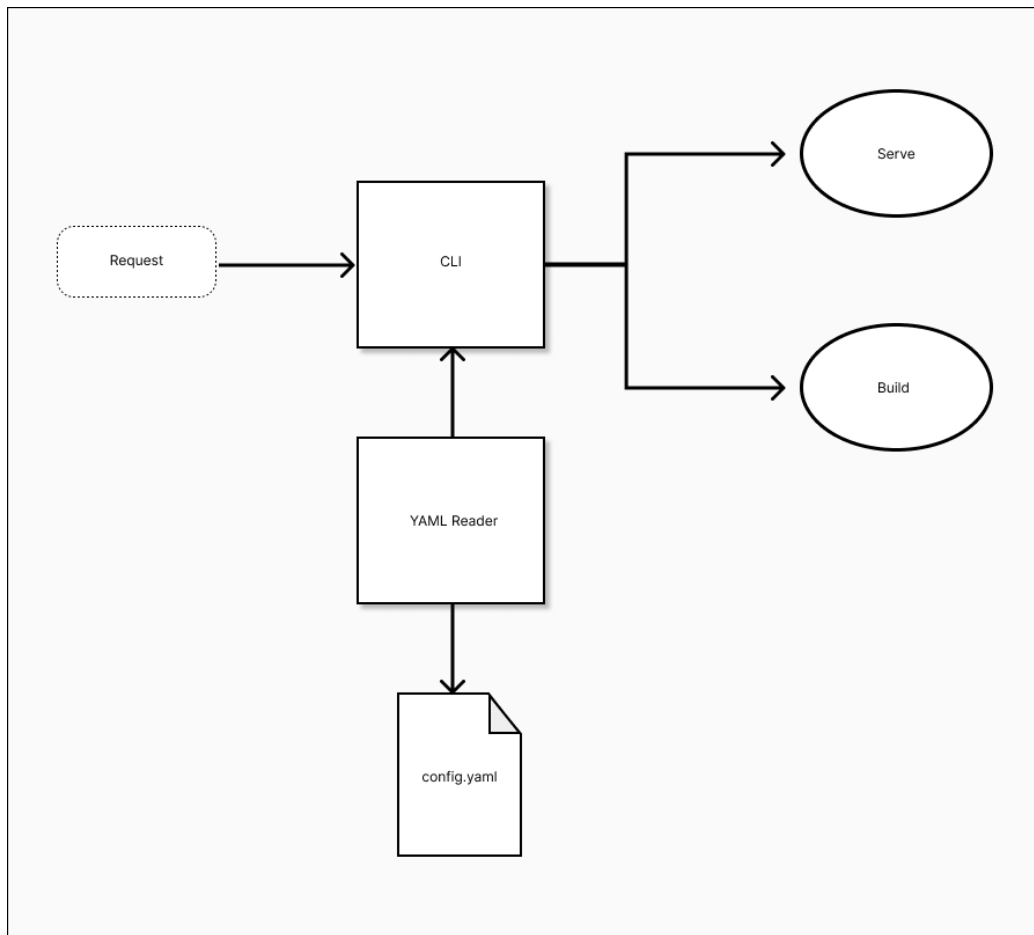 Serve
Request
CLI
Build
YAML Reader
config.yaml